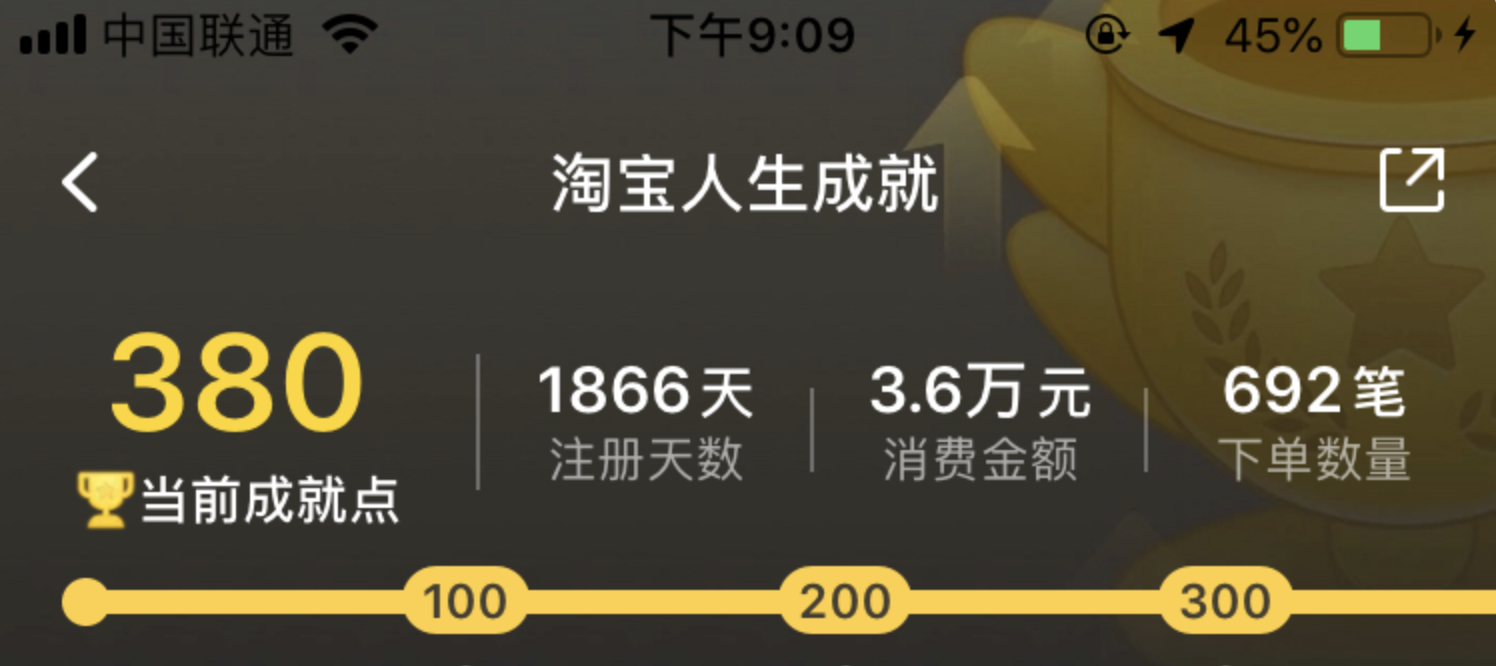 中国联通 下午9:09 45%
淘宝人生成就
380 1866天 3.6万元 692笔
注册天数 消费金额 下单数量
当前成就点
100 200 300